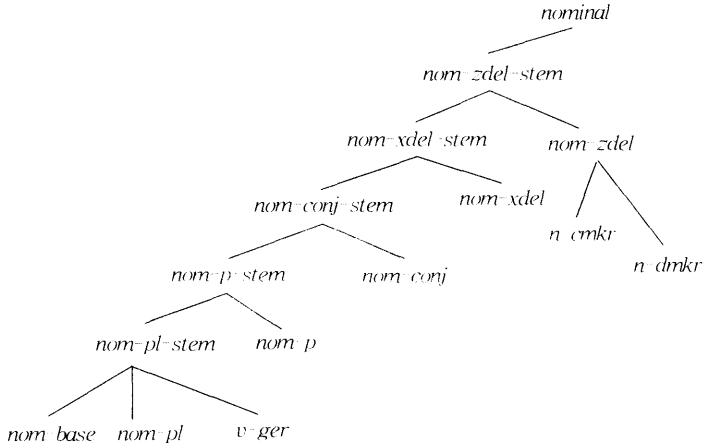 nominal
nom-zdel-stem
nom-xdel-stem
nom-zdel
nom-xdel
nom-conj-stem
n-cmkr
n-dmkr
nom-p-stem
nom-conj
nom-pl-stem
nom-p
nom-base nom-pl v-ger